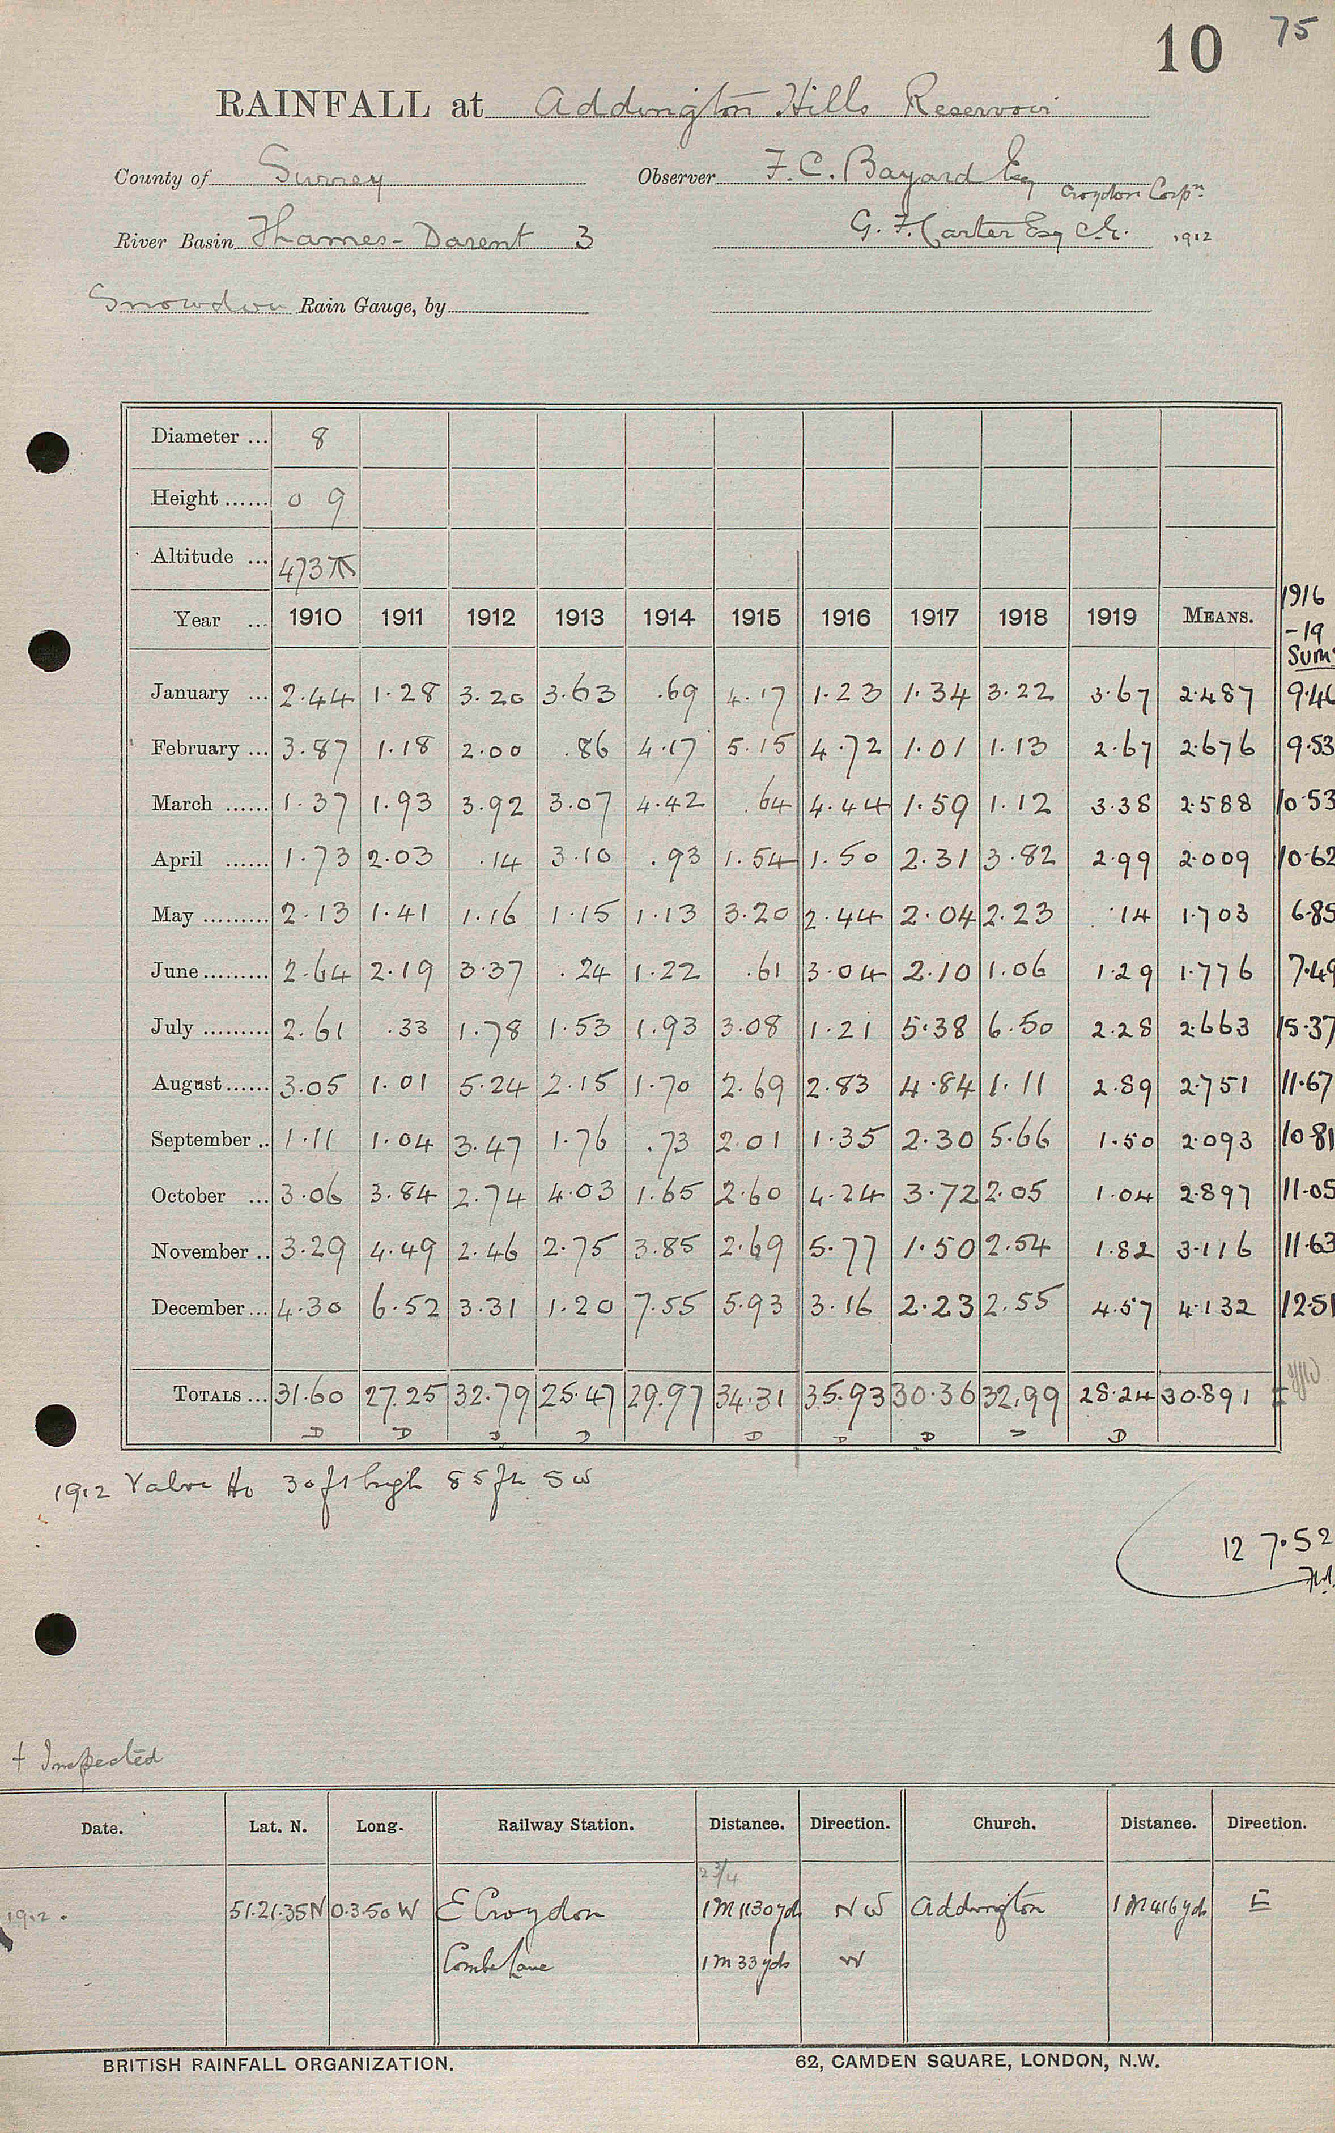 10 75
RAINFALL at Addington Hills Reservoir
County of Surrey Observer F. C. Bayard Esq Croydon Corpn
River Basin Thames - Darent 3 G. F. Carter Esq C.E. 1912
Snowdon Rain Gauge, by
Diameter ... 8
Height ...... 0 9
Altitude ... 473
Year ... 1910 1911 1912 1913 1914 1915 1916 1917 1918 1919 MEANS. 1916 -19 Sum
January ... 2.44 1.28 3.20 3.63 .69 4.17 1.23 1.34 3.22 3.67 2.487 9.46
February ... 3.87 1.18 2.00 .86 4.17 5.15 4.72 1.01 1.13 2.67 2.676 9.53
March ...... 1.37 1.93 3.92 3.07 4.42 .64 4.44 1.59 1.12 3.38 2.588 10.53
April ...... 1.73 2.03 .14 3.10 .93 1.54 1.50 2.31 3.82 2.99 2.009 10.62
May ......... 2.13 1.41 1.16 1.15 1.13 3.20 2.44 2.04 2.23 .14 1.703 6.85
June ......... 2.64 2.19 3.37 .24 1.22 .61 3.04 2.10 1.06 1.29 1.776 7.49
July ......... 2.61 .33 1.78 1.53 1.93 3.08 1.21 5.38 6.50 2.28 2.663 15.37
August ...... 3.05 1.01 5.24 2.15 1.70 2.69 2.83 4.84 1.11 2.89 2.751 11.67
September .. 1.11 1.04 3.47 1.76 .73 2.01 1.35 2.30 5.66 1.50 2.093 10.81
October ... 3.06 3.84 2.74 4.03 1.65 2.60 4.24 3.72 2.05 1.04 2.897 11.05
November .. 3.29 4.49 2.46 2.75 3.85 2.69 5.77 1.50 2.54 1.82 3.116 11.63
December ... 4.30 6.52 3.31 1.20 7.55 5.93 3.16 2.23 2.55 4.57 4.132 12.51
TOTALS ... 31.60 27.25 32.79 25.47 29.97 34.31 35.93 30.36 32.99 28.24 30.891
D D D D D D D D D
1912 Valve Ho 30 ft high 85 ft SW
127.52
† Inspected
Date. Lat. N. Long. Railway Station. Distance. Direction. Church. Distance. Direction.
2 3/4
1912. 51.21.35 N 0.3.50 W E Croydon 1 M 1130 yds NW Addington 1 M 416 yds E
Combe Lane 1 m 33 yds W
BRITISH RAINFALL ORGANIZATION. 62, CAMDEN SQUARE, LONDON, N.W.